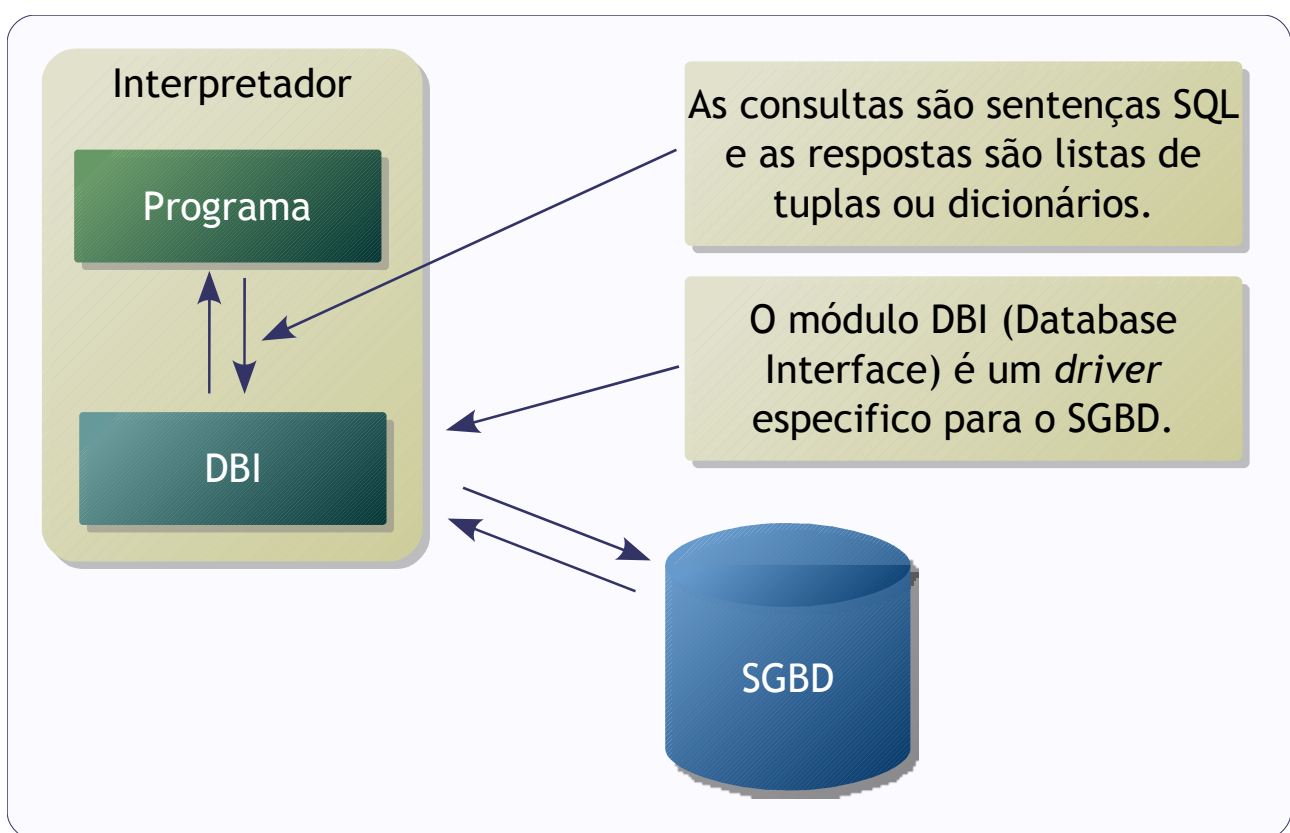 Interpretador
Programa
DBI
As consultas são sentenças SQL
e as respostas são listas de
tuplas ou dicionários.
O módulo DBI (Database
Interface) é um driver
especifico para o SGBD.
SGBD